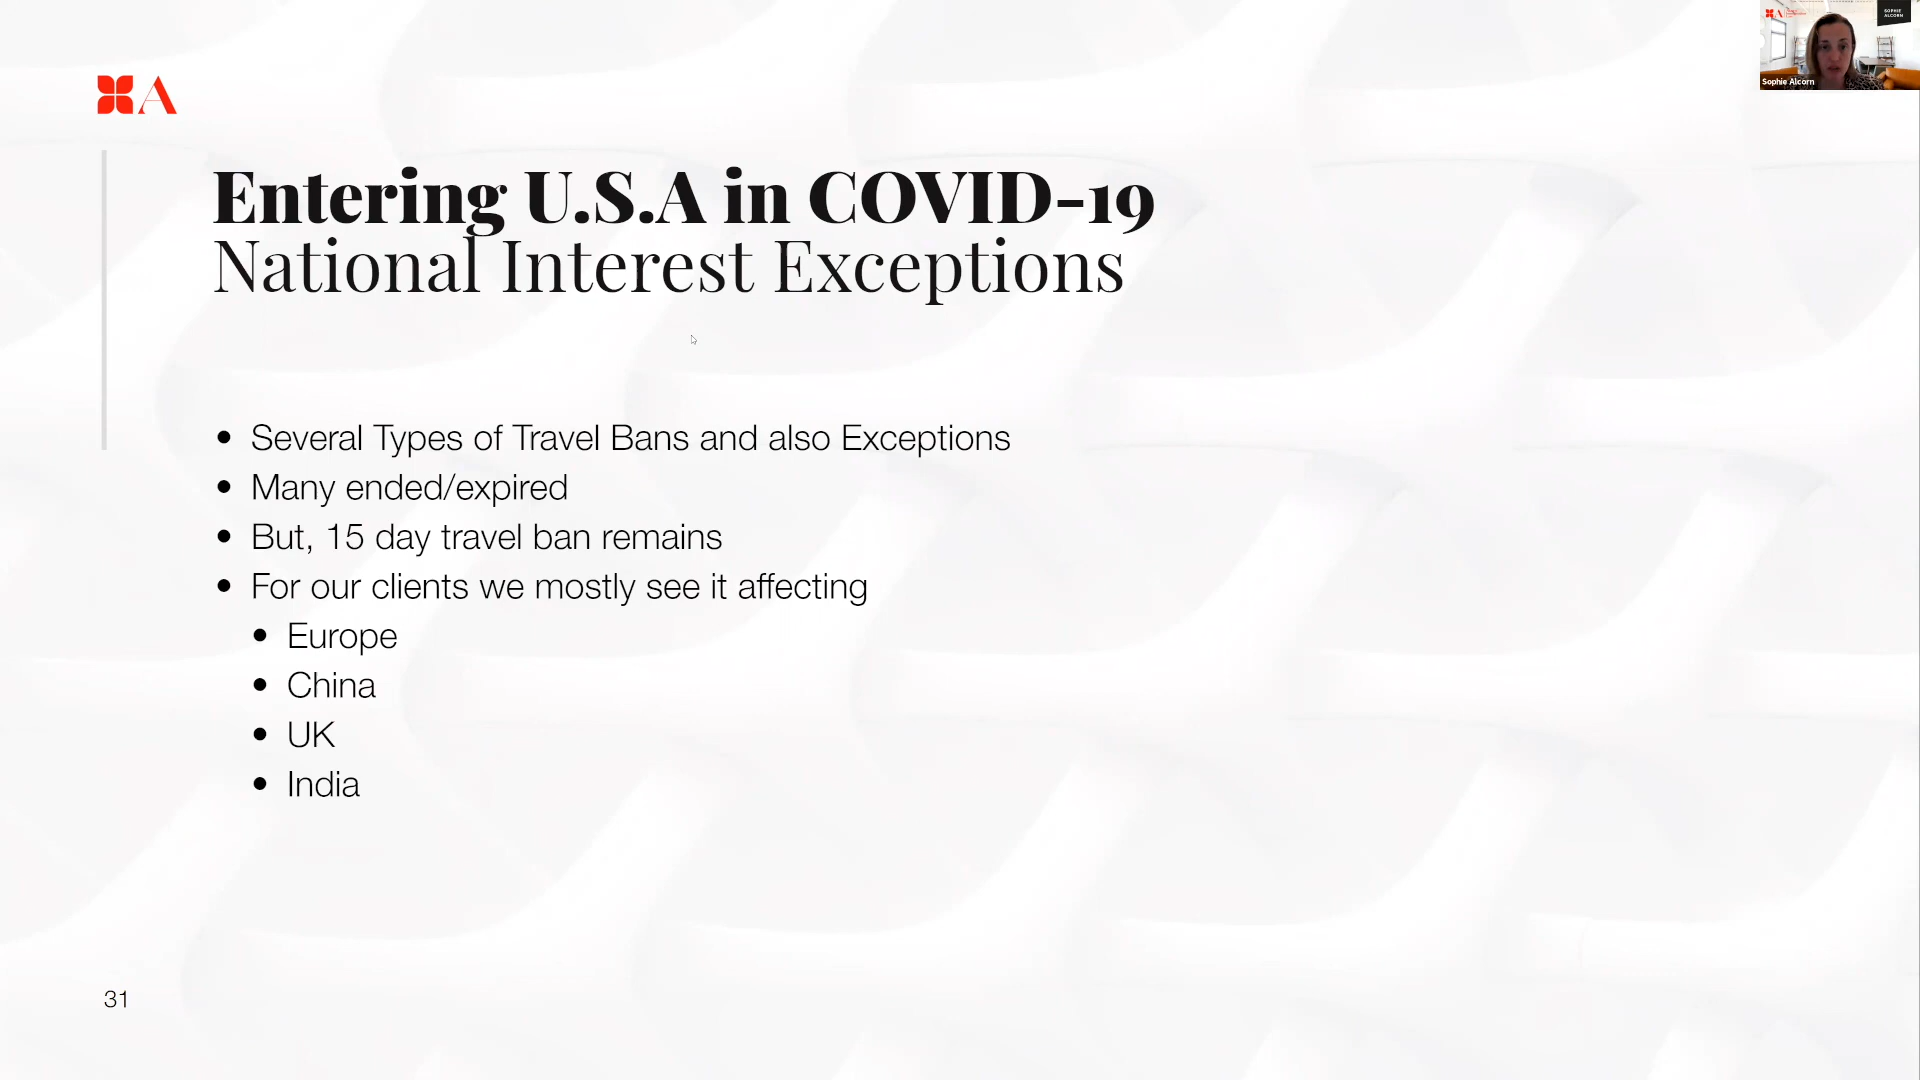 A
SOPHIE
ALCORN
Sophie Alcorn
Entering U.S.A in COVID-19
National Interest Exceptions
• Several Types of Travel Bans and also Exceptions
• Many ended/expired
• But, 15 day travel ban remains
• For our clients we mostly see it affecting
• Europe
• China
• UK
• India
31